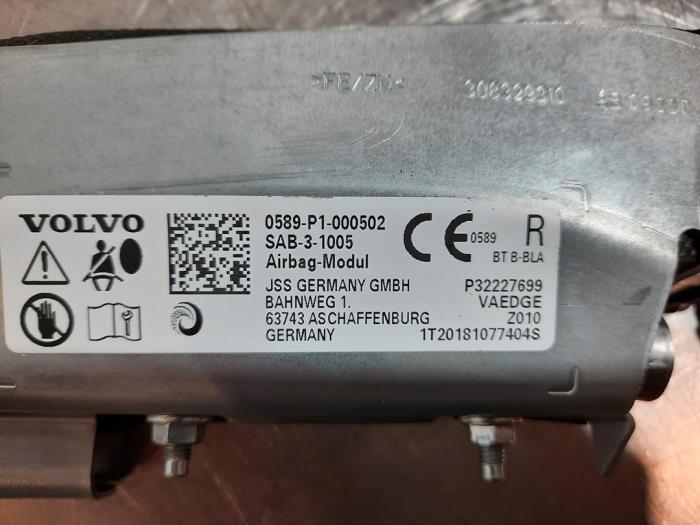 >FE/ZN<
308329310
VOLVO
0589-P1-000502
SAB-3-1005
Airbag-Modul
CE 0589
R
BT B-BLA
JSS GERMANY GMBH
BAHNWEG 1.
63743 ASCHAFFENBURG
GERMANY
P32227699
VAEDGE
Z010
1T20181077404S